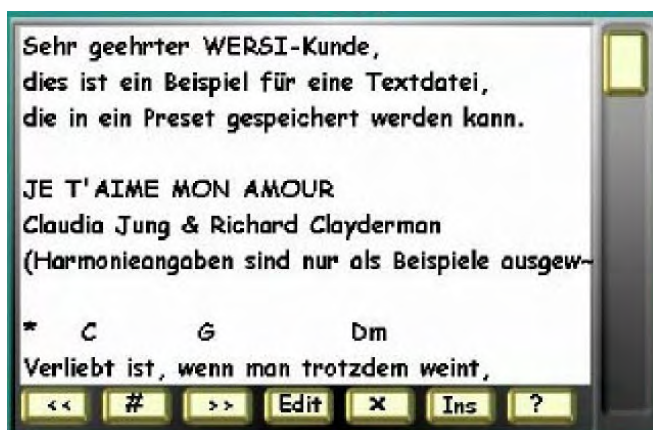 Sehr geehrter WERSI-Kunde,
dies ist ein Beispiel für eine Textdatei,
die in ein Preset gespeichert werden kann.
JE T'AIME MON AMOUR
Claudia Jung & Richard Clayderman
(Harmonieangaben sind nur als Beispiele ausgew~
* C G Dm
Verliebt ist, wenn man trotzdem weint,
<< # >> Edit x Ins ?